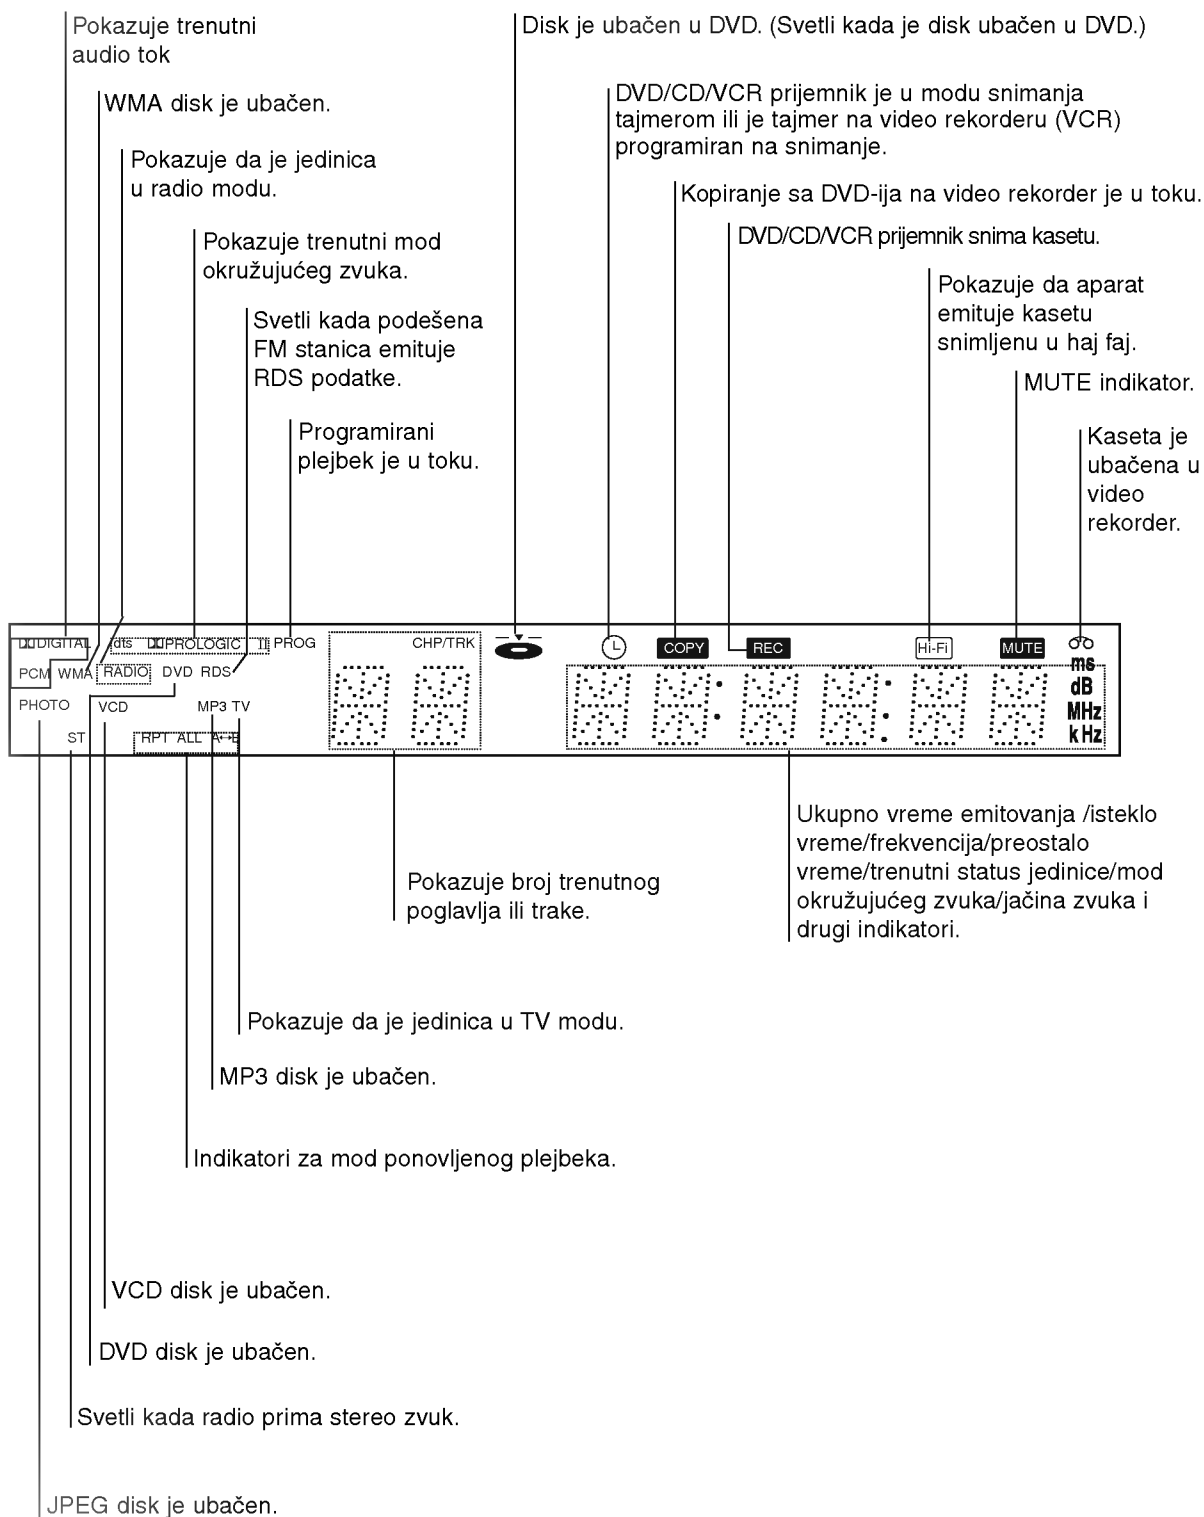 Pokazuje trenutni
audio tok
WMA disk je ubačen.
Pokazuje da je jedinica
u radio modu.
Pokazuje trenutni mod
okružujućeg zvuka.
Svetli kada podešena
FM stanica emituje
RDS podatke.
Programirani
plejbek je u toku.
Disk je ubačen u DVD. (Svetli kada je disk ubačen u DVD.)
DVD/CD/VCR prijemnik je u modu snimanja
tajmerom ili je tajmer na video rekorderu (VCR)
programiran na snimanje.
Kopiranje sa DVD-ija na video rekorder je u toku.
DVD/CD/VCR prijemnik snima kasetu.
Pokazuje da aparat
emituje kasetu
snimljenu u haj faj.
MUTE indikator.
Kaseta je
ubačena u
video
rekorder.
DIGITAL dts PROLOGIC II PROG CHP/TRK COPY REC Hi-Fi MUTE
PCM WMA RADIO DVD RDS ms
dB
PHOTO VCD MP3 TV MHz
ST RPT ALL A↔B kHz
Ukupno vreme emitovanja /isteklo
vreme/frekvencija/preostalo
vreme/trenutni status jedinice/mod
okružujućeg zvuka/jačina zvuka i
drugi indikatori.
Pokazuje broj trenutnog
poglavlja ili trake.
Pokazuje da je jedinica u TV modu.
MP3 disk je ubačen.
Indikatori za mod ponovljenog plejbeka.
VCD disk je ubačen.
DVD disk je ubačen.
Svetli kada radio prima stereo zvuk.
JPEG disk je ubačen.